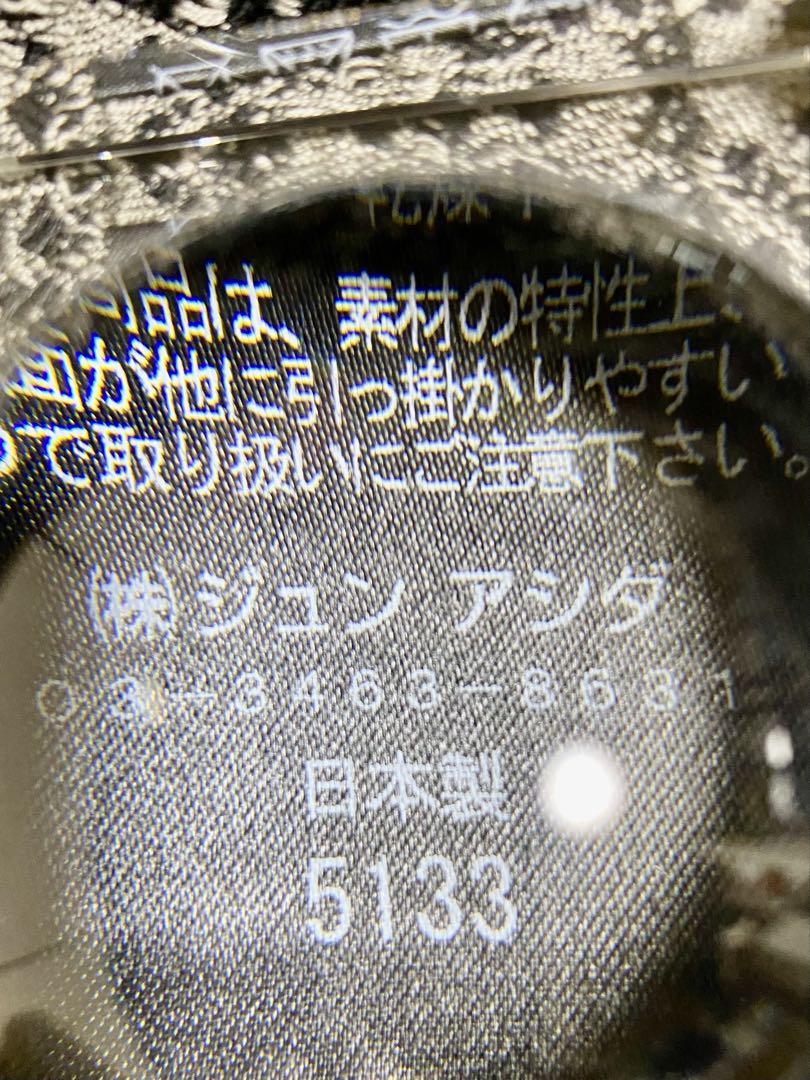 商品は、素材の特性上、
面が他に引っ掛かりやすい
ので取り扱いにご注意下さい。
(株)ジュン アシダ
03-3463-8631
日本製
5133